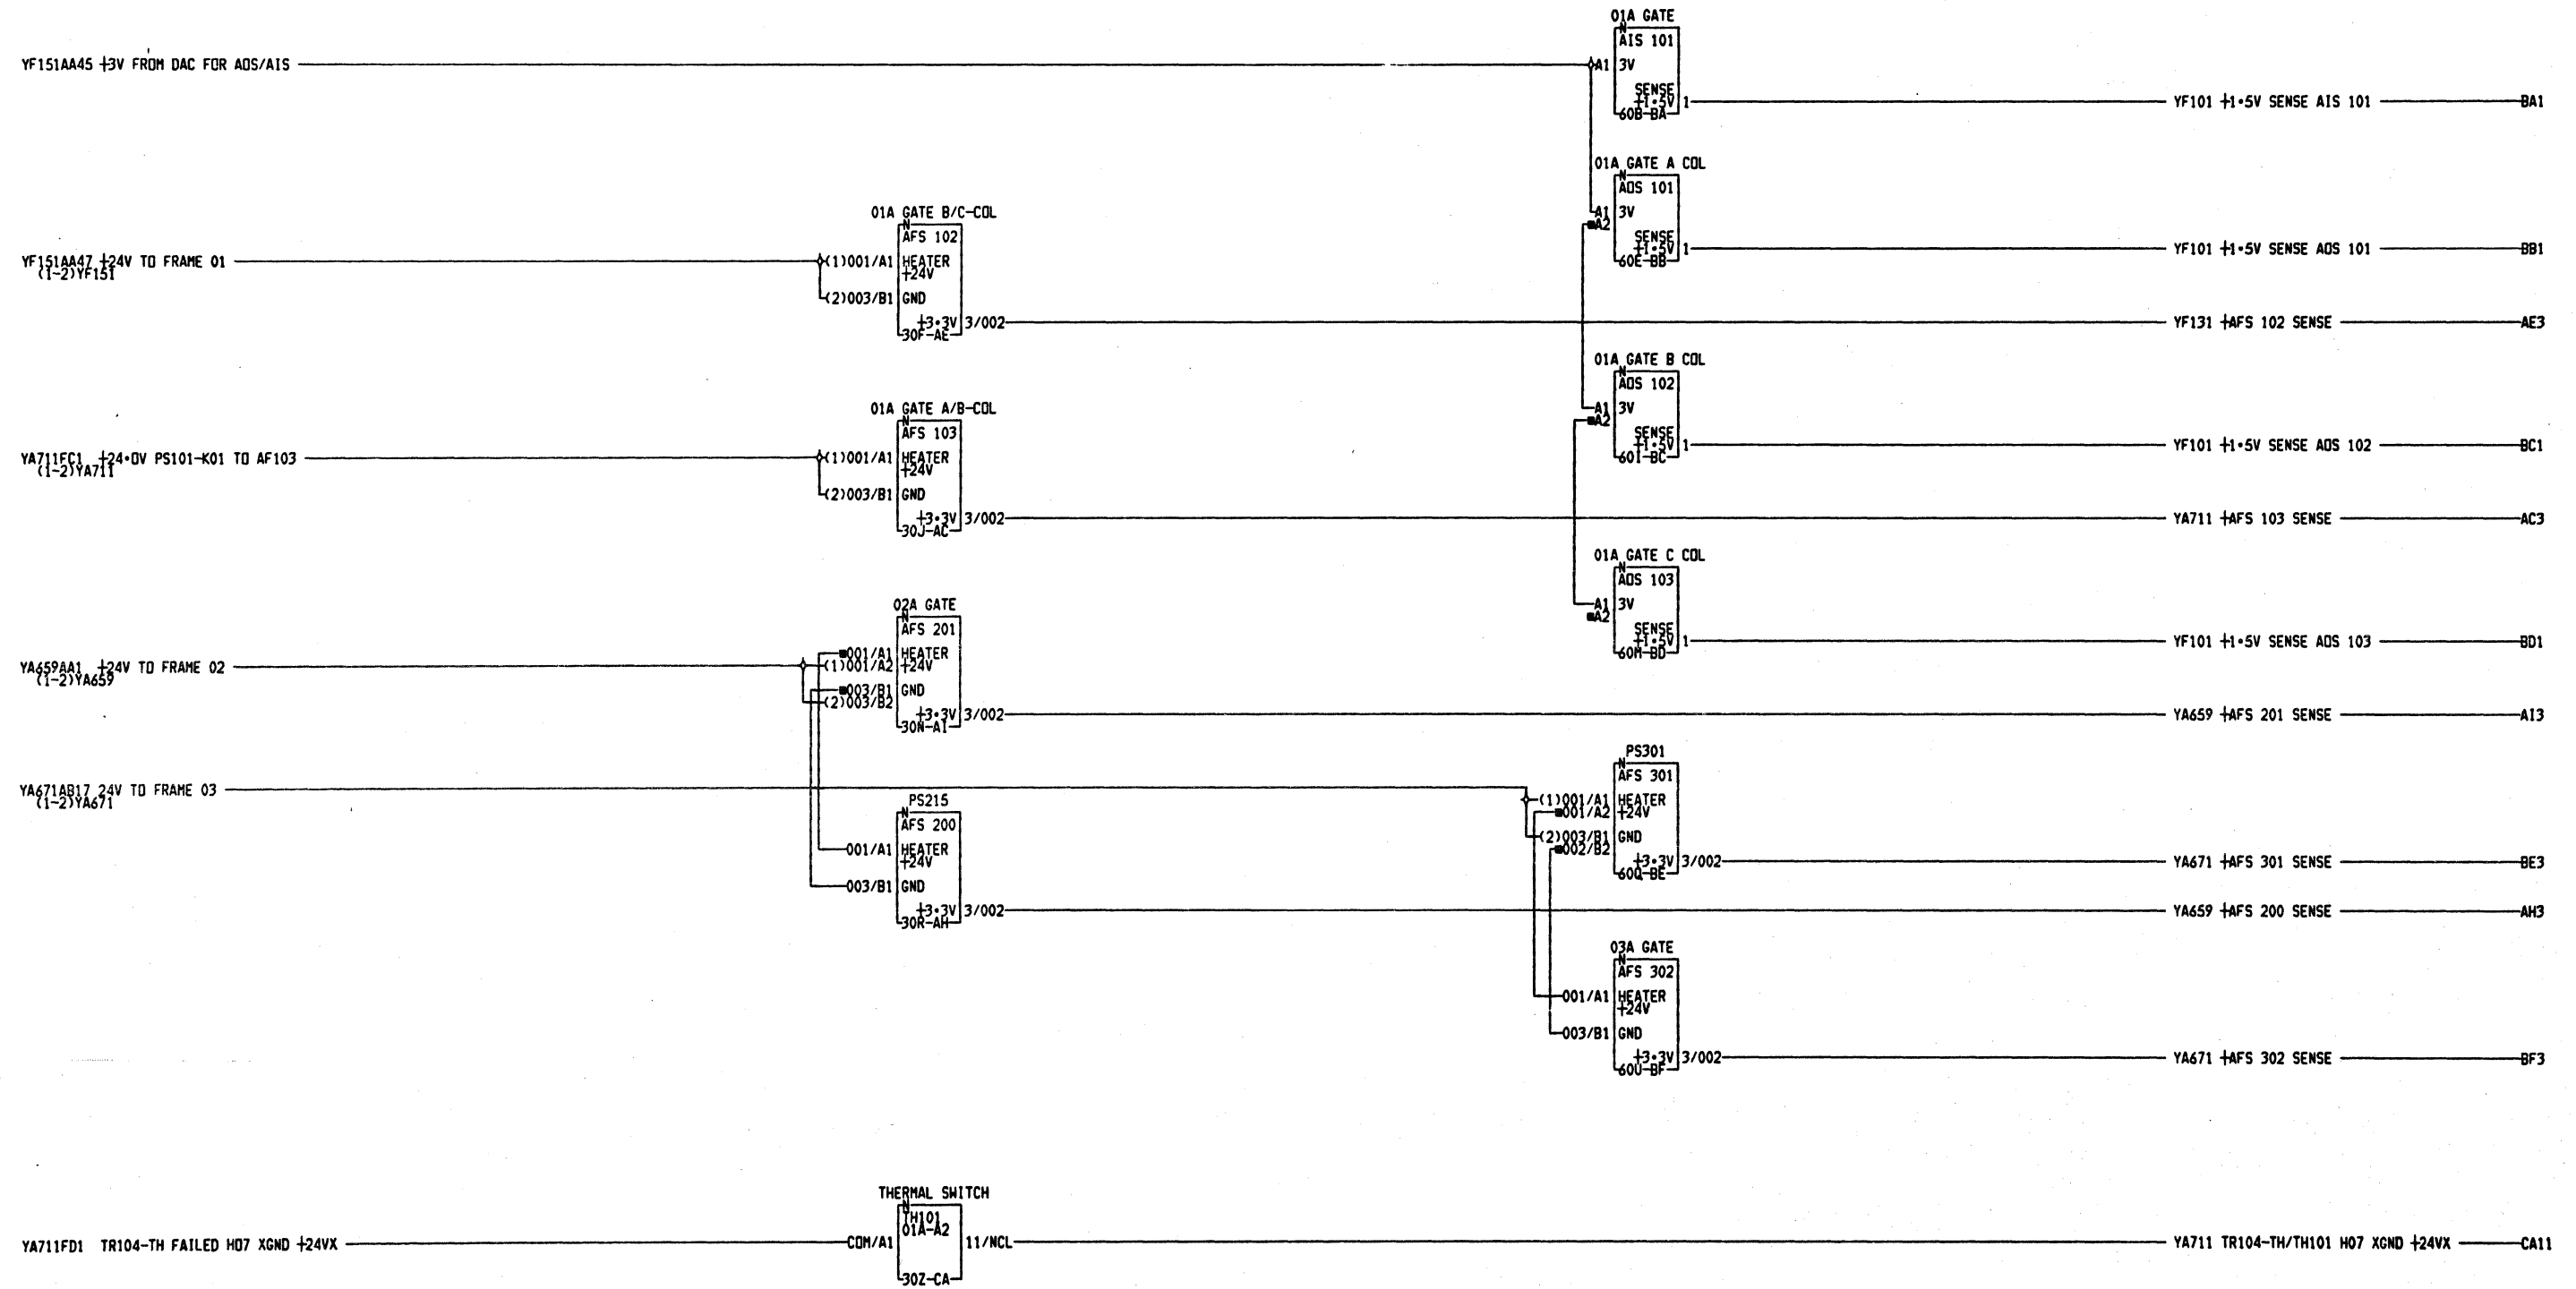 01A GATE
N
AIS 101
YF151AA45 +3V FROM DAC FOR AOS/AIS
A1 3V
SENSE
+1.5V 1
YF101 +1.5V SENSE AIS 101 BA1
60B-BA
01A GATE A COL
N
AOS 101
A1 3V
A2
SENSE
+1.5V 1
YF101 +1.5V SENSE AOS 101 BB1
60E-BB
01A GATE B/C-COL
N
AFS 102
YF151AA47 +24V TO FRAME 01
(1-2)YF151
(1)001/A1 HEATER
+24V
(2)003/B1 GND
+3.3V 3/002
YF131 +AFS 102 SENSE AE3
30F-AE
01A GATE B COL
N
AOS 102
A1 3V
A2
SENSE
+1.5V 1
YF101 +1.5V SENSE AOS 102 BC1
60I-BC
01A GATE A/B-COL
N
AFS 103
YA711FC1 +24.0V PS101-K01 TO AF103
(1-2)YA711
(1)001/A1 HEATER
+24V
(2)003/B1 GND
+3.3V 3/002
YA711 +AFS 103 SENSE AC3
30J-AC
01A GATE C COL
N
AOS 103
A1 3V
A2
SENSE
+1.5V 1
YF101 +1.5V SENSE AOS 103 BD1
60M-BD
02A GATE
N
AFS 201
001/A1 HEATER
YA659AA1 +24V TO FRAME 02
(1-2)YA659
(1)001/A2 +24V
003/B1 GND
(2)003/B2
+3.3V 3/002
YA659 +AFS 201 SENSE AI3
30N-AI
PS301
N
AFS 301
YA671AB17 24V TO FRAME 03
(1-2)YA671
(1)001/A1 HEATER
001/A2 +24V
(2)003/B1 GND
002/B2
+3.3V 3/002
YA671 +AFS 301 SENSE BE3
60Q-BE
PS215
N
AFS 200
001/A1 HEATER
+24V
003/B1 GND
+3.3V 3/002
YA659 +AFS 200 SENSE AH3
30R-AH
03A GATE
N
AFS 302
001/A1 HEATER
+24V
003/B1 GND
+3.3V 3/002
YA671 +AFS 302 SENSE BF3
60U-BF
THERMAL SWITCH
N
TH101
01A-A2
YA711FD1 TR104-TH FAILED H07 XGND +24VX
COM/A1 11/NCL
YA711 TR104-TH/TH101 H07 XGND +24VX CA11
30Z-CA